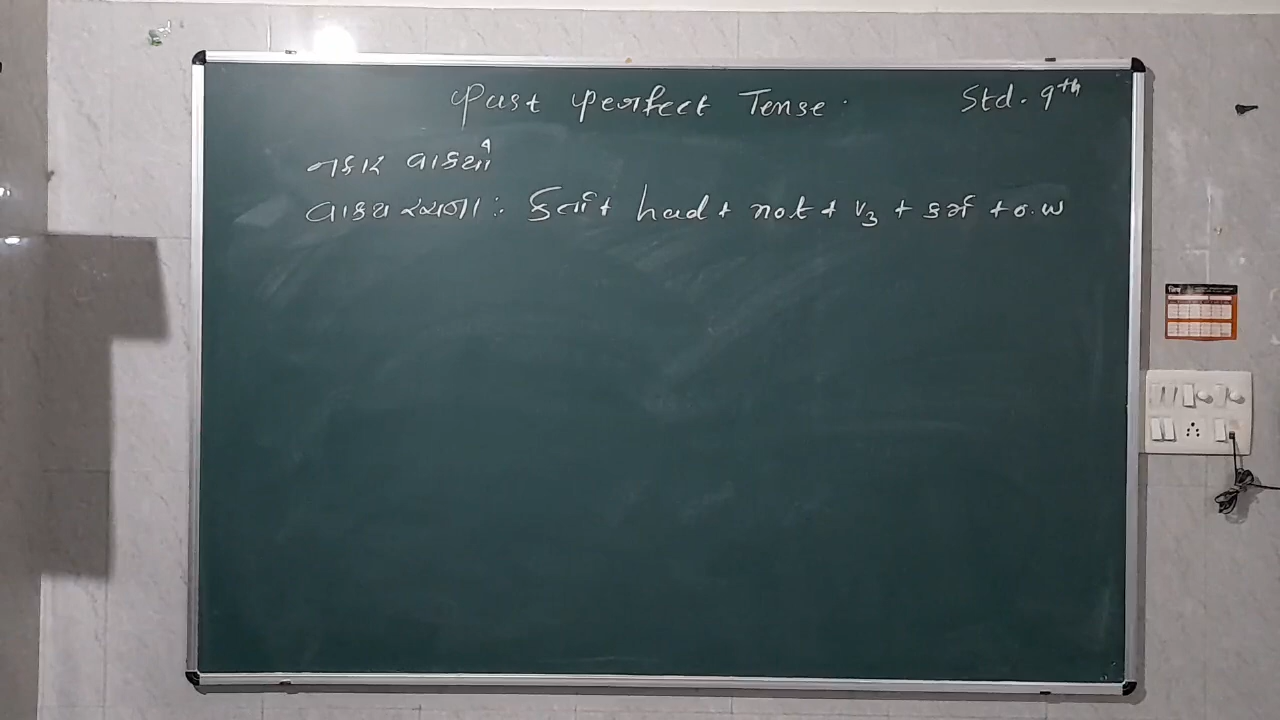 Past Perfect Tense. Std. 9th
નકાર વાક્યો
વાક્ય રચના : કર્તા + had + not + V3 + કર્મ + o.w